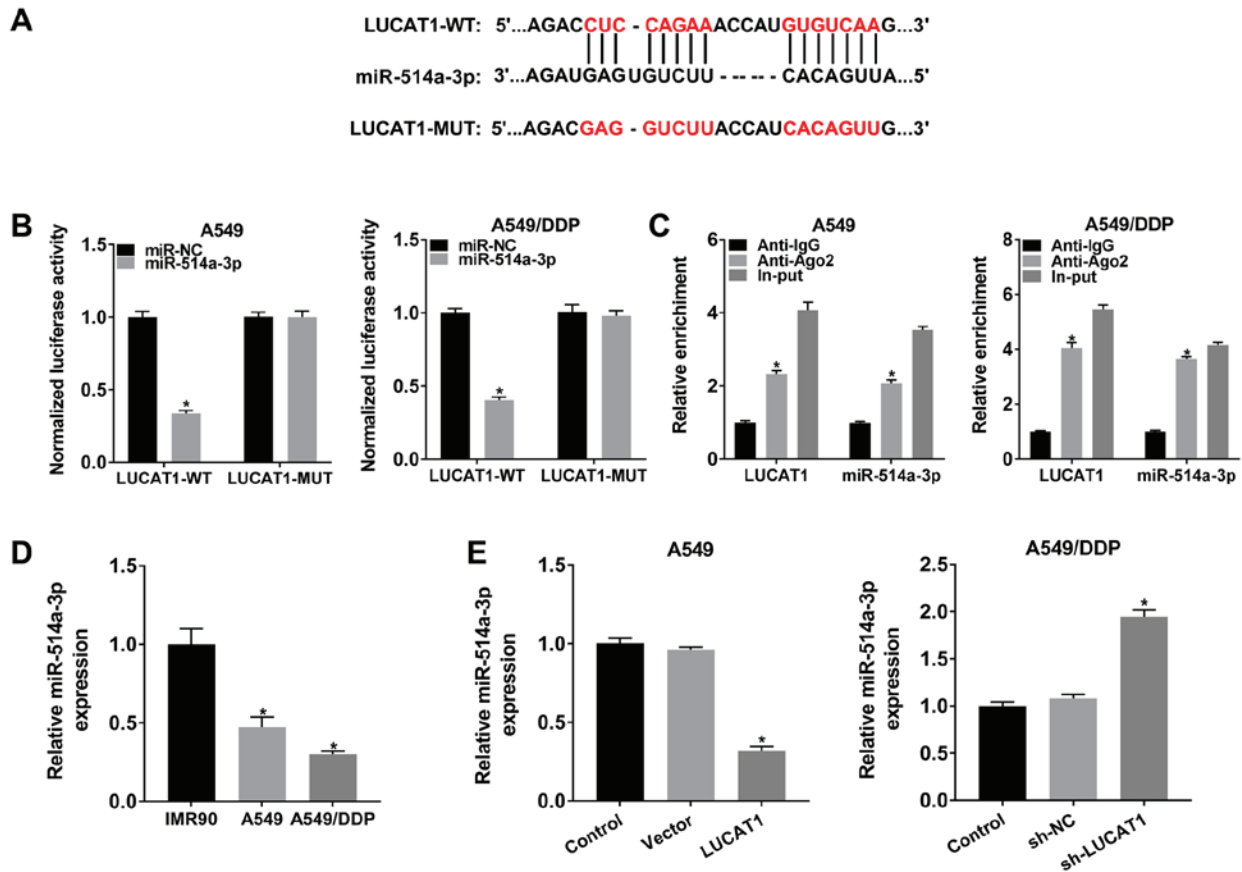 A
LUCAT1-WT: 5'...AGACCUC - CAGAAACCAUGUGUCAAG...3'
miR-514a-3p: 3'...AGAUGAGUGUCUU - -- -- - CACAGUUA...5'
LUCAT1-MUT: 5'...AGACGAG - GUCUUACCAUCACAGUUG...3'
B
A549
Normalized luciferase activity
miR-NC
miR-514a-3p
1.5
1.0
0.5
0.0
*
LUCAT1-WT LUCAT1-MUT
A549/DDP
Normalized luciferase activity
miR-NC
miR-514a-3p
1.5
1.0
0.5
0.0
*
LUCAT1-WT LUCAT1-MUT
C
A549
Relative enrichiment
Anti-IgG
Anti-Ago2
In-put
6
4
2
0
* *
LUCAT1 miR-514a-3p
A549/DDP
Relative enrichment
Anti-IgG
Anti-Ago2
In-put
8
6
4
2
0
* *
LUCAT1 miR-514a-3p
D
Relative miR-514a-3p
expression
1.5
1.0
0.5
0.0
* *
IMR90 A549 A549/DDP
E
A549
Relative miR-514a-3p
expression
1.5
1.0
0.5
0.0
*
Control Vector LUCAT1
A549/DDP
Relative miR-514a-3p
expression
2.5
2.0
1.5
1.0
0.5
0.0
*
Control sh-NC sh-LUCAT1